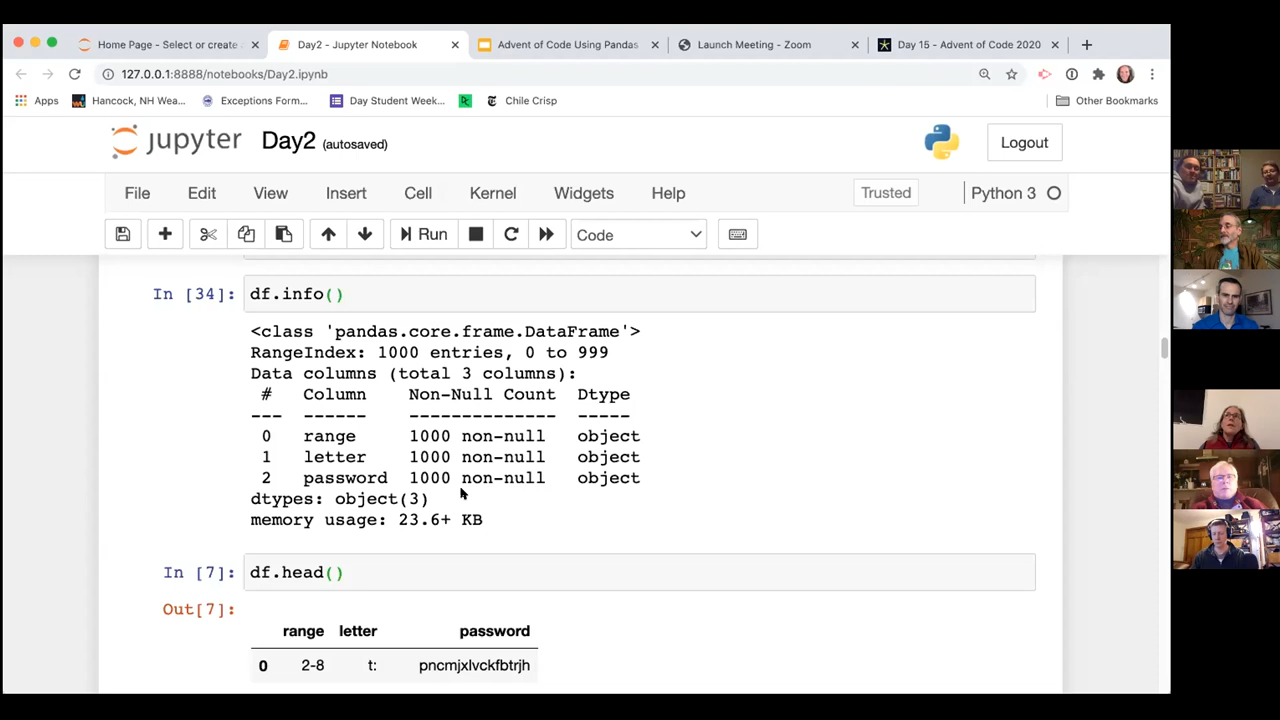 Home Page - Select or create
Day2 - Jupyter Notebook
Advent of Code Using Pandas
Launch Meeting - Zoom
Day 15 - Advent of Code 2020
127.0.0.1:8888/notebooks/Day2.ipynb
Apps
Hancock, NH Wea...
Exceptions Form...
Day Student Week...
Chile Crisp
Other Bookmarks
jupyter Day2 (autosaved)
Logout
File Edit View Insert Cell Kernel Widgets Help
Trusted
Python 3
Run
Code
In [34]: df.info()
<class 'pandas.core.frame.DataFrame'>
RangeIndex: 1000 entries, 0 to 999
Data columns (total 3 columns):
# Column Non-Null Count Dtype
--- ------ -------------- -----
0 range 1000 non-null object
1 letter 1000 non-null object
2 password 1000 non-null object
dtypes: object(3)
memory usage: 23.6+ KB
In [7]: df.head()
Out[7]:
range letter password
0 2-8 t: pncmjxlvckfbtrjh